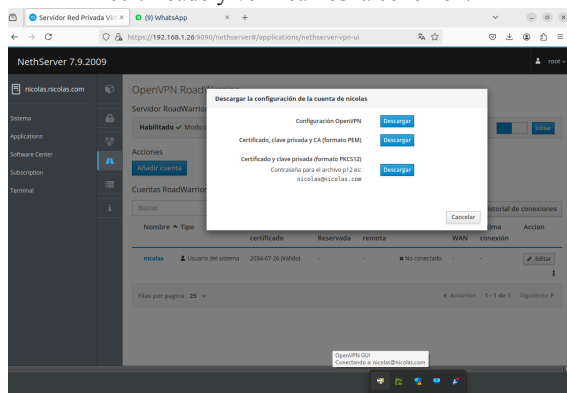 Servidor Red Privada Virt ×
(9) WhatsApp ×
https://192.168.1.26:9090/nethserver#/applications/nethserver-vpn-ui
NethServer 7.9.2009
root
nicolas.nicolas.com
Sistema
Applications
Software Center
Subscription
Terminal
OpenVPN Road
Servidor RoadWarrior
Habilitado ✔ Modo
Editar
Acciones
Añadir cuenta
Cuentas RoadWarrior
Buscar
Historial de conexiones
Nombre Tipo
certificado Reservada remota WAN conexión Accion
nicolas Usuario del sistema 2034-07-26 (Válido) - - No conectado - - Editar
Filas por pagina 25
Anterior 1 - 1 de 1 Siguiente
Descargar la configuración de la cuenta de nicolas
Configuración OpenVPN Descargar
Certificado, clave privada y CA (formato PEM) Descargar
Certificado y clave privada (formato PKCS12) Descargar
Contraseña para el archivo p12 es:
nicolas@nicolas.com
Cancelar
OpenVPN GUI
Conectando a: nicolas@nicolas.com